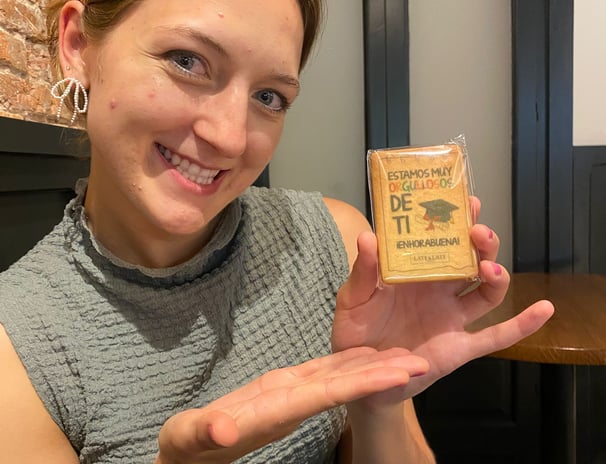 ESTAMOS MUY
ORGULLOSOS
DE
TI
¡ENHORABUENA!